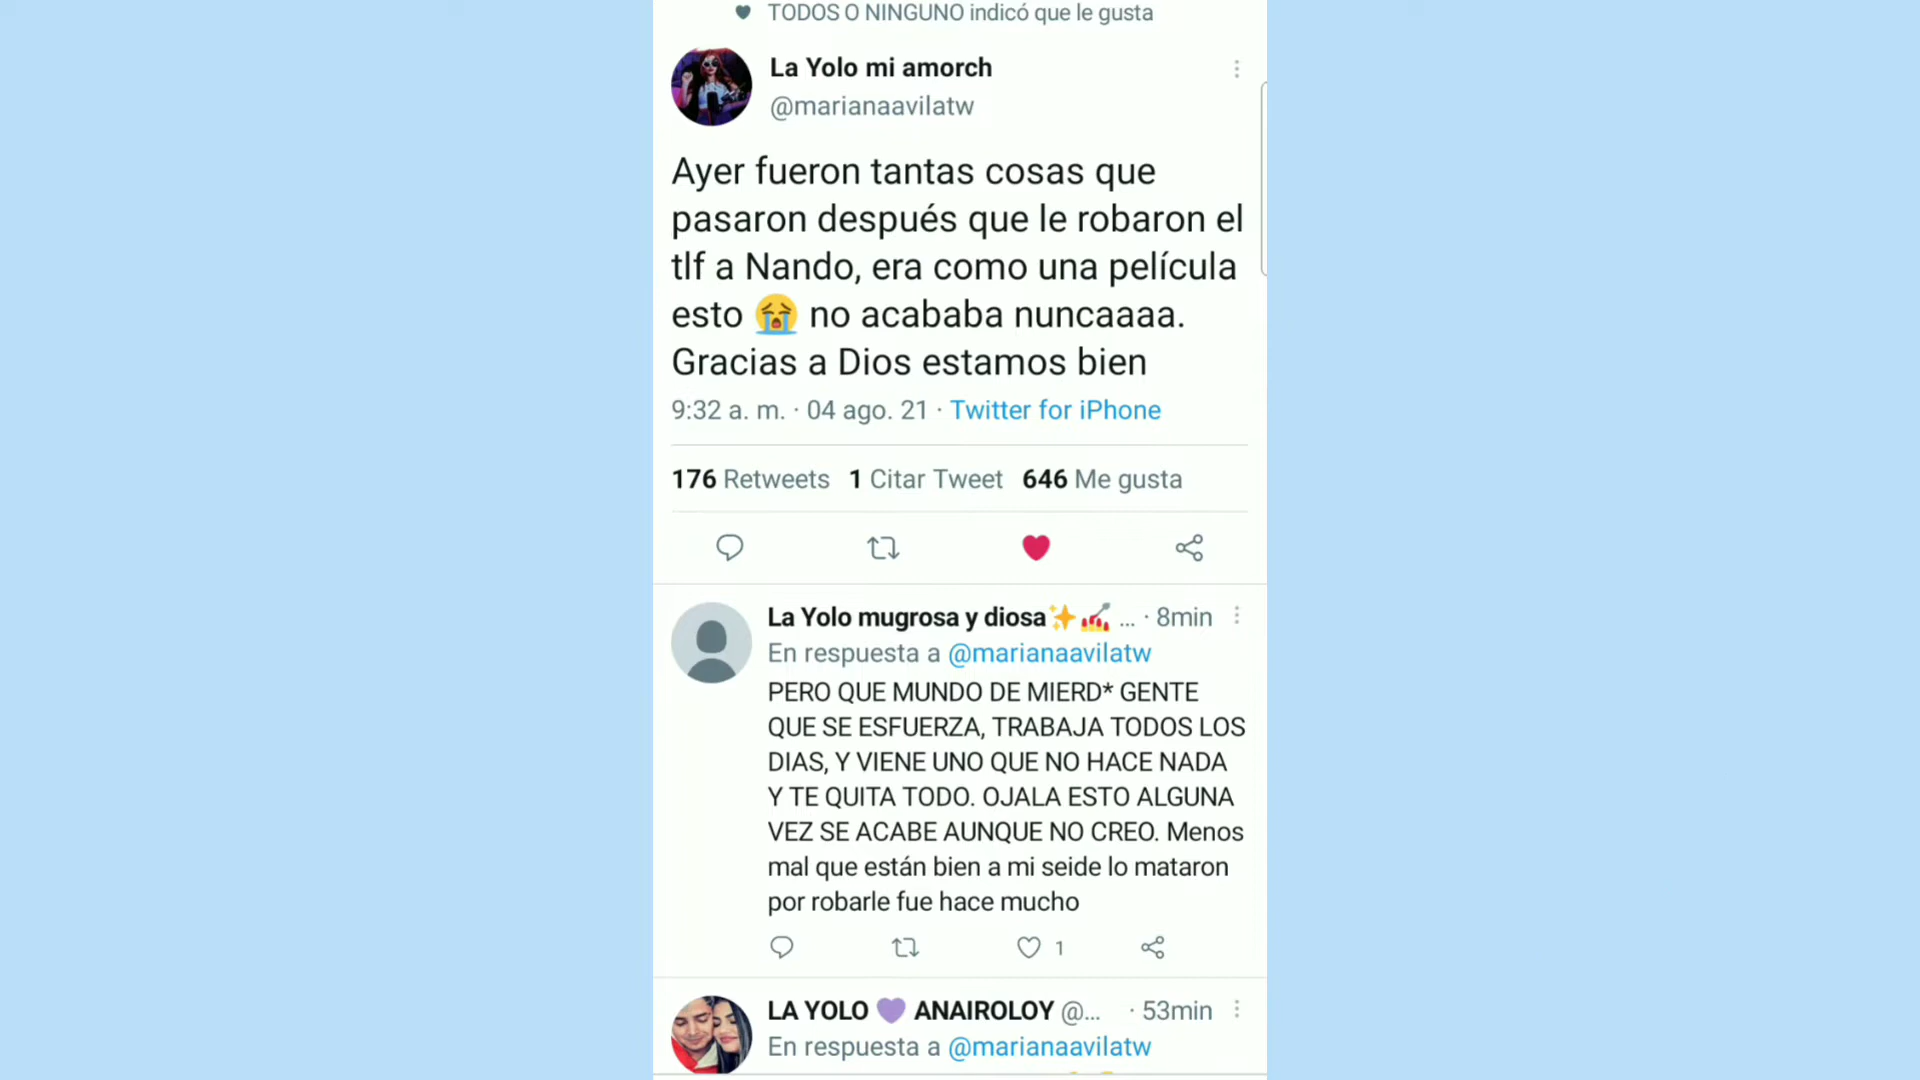 TODOS O NINGUNO indicó que le gusta
La Yolo mi amorch
@marianaavilatw
Ayer fueron tantas cosas que
pasaron después que le robaron el
tlf a Nando, era como una película
esto 😭 no acababa nuncaaaa.
Gracias a Dios estamos bien
9:32 a. m. · 04 ago. 21 · Twitter for iPhone
176 Retweets 1 Citar Tweet 646 Me gusta
La Yolo mugrosa y diosa✨💅 ... · 8min
En respuesta a @marianaavilatw
PERO QUE MUNDO DE MIERD* GENTE
QUE SE ESFUERZA, TRABAJA TODOS LOS
DIAS, Y VIENE UNO QUE NO HACE NADA
Y TE QUITA TODO. OJALA ESTO ALGUNA
VEZ SE ACABE AUNQUE NO CREO. Menos
mal que están bien a mi seide lo mataron
por robarle fue hace mucho
1
LA YOLO 💜 ANAIROLOY @... · 53min
En respuesta a @marianaavilatw